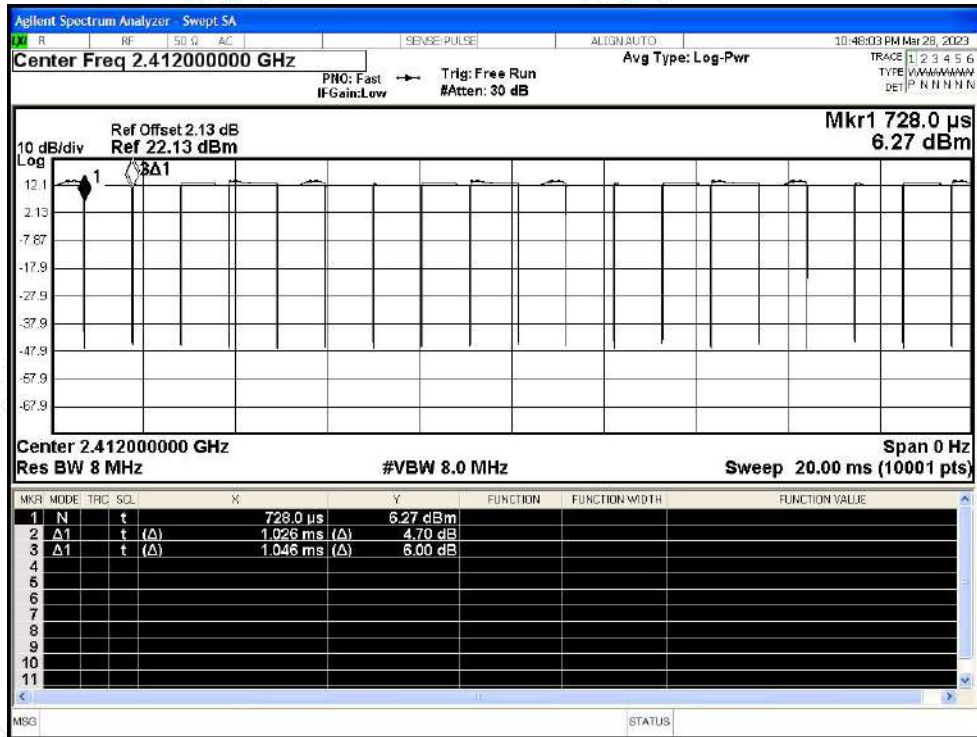 Agilent Spectrum Analyzer - Swept SA
LXI R RF 50 Ω AC SENSE:PULSE ALIGN AUTO 10:48:03 PM Mar 28, 2023
Center Freq 2.412000000 GHz
Avg Type: Log-Pwr
TRACE 1 2 3 4 5 6
PNO: Fast Trig: Free Run
TYPE WWWWWWW
IFGain:Low #Atten: 30 dB
DET P N N N N N
Mkr1 728.0 µs
Ref Offset 2.13 dB
10 dB/div Ref 22.13 dBm 6.27 dBm
Log
1 3Δ1
12.1
2.13
-7.87
-17.9
-27.9
-37.9
-47.9
-57.9
-67.9
Center 2.412000000 GHz Span 0 Hz
Res BW 8 MHz #VBW 8.0 MHz Sweep 20.00 ms (10001 pts)
MKR MODE TRC SCL X Y FUNCTION FUNCTION WIDTH FUNCTION VALUE
1 N t 728.0 µs 6.27 dBm
2 Δ1 t (Δ) 1.026 ms (Δ) 4.70 dB
3 Δ1 t (Δ) 1.046 ms (Δ) 6.00 dB
4
5
6
7
8
9
10
11
MSG STATUS